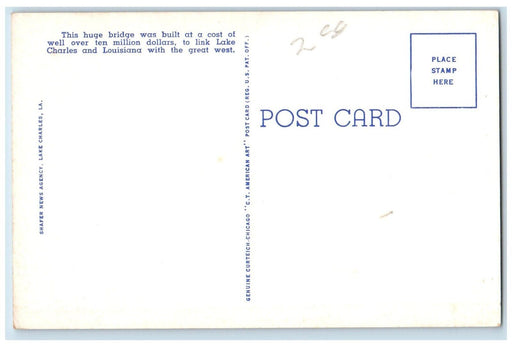 This huge bridge was built at a cost of
well over ten million dollars, to link Lake
Charles and Louisiana with the great west.
SHAFER NEWS AGENCY, LAKE CHARLES, LA.
GENUINE CURTEICH-CHICAGO "C.T. AMERICAN ART" POST CARD (REG. U.S. PAT. OFF.)
POST CARD
PLACE
STAMP
HERE